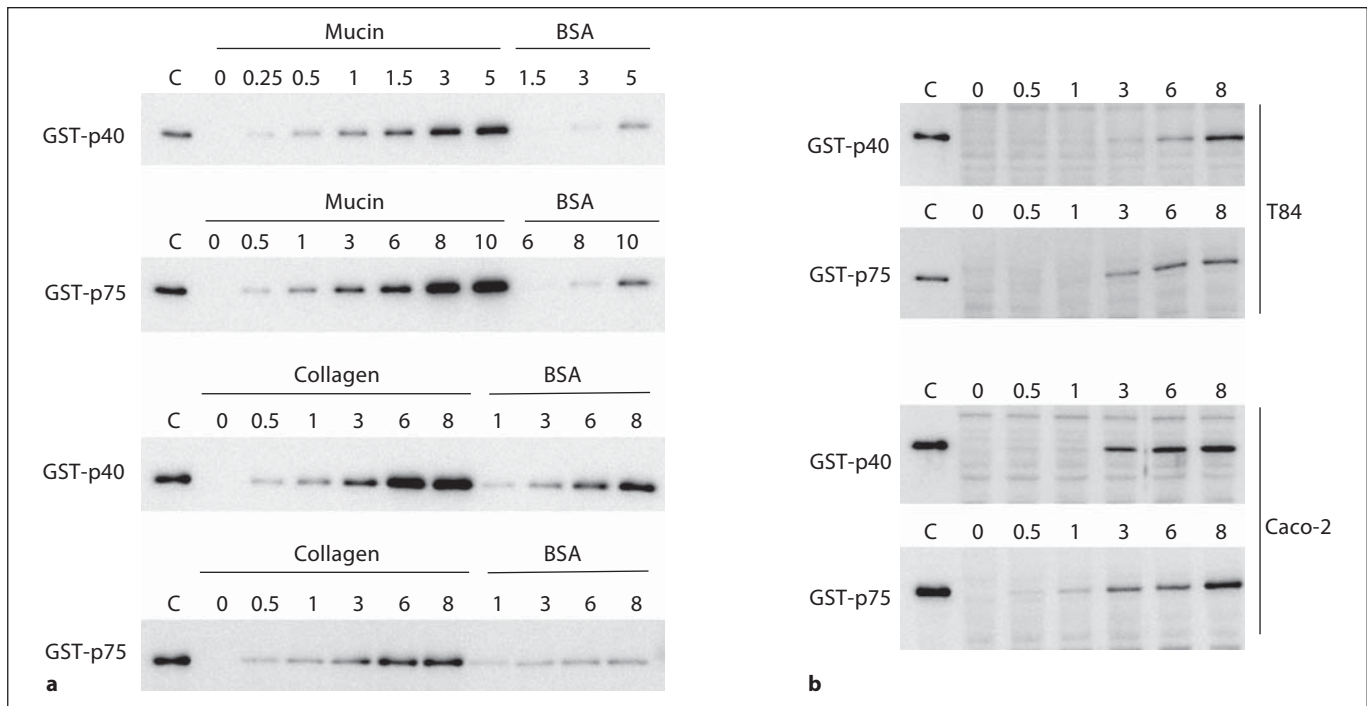 Mucin BSA
C 0 0.25 0.5 1 1.5 3 5 1.5 3 5
GST-p40
Mucin BSA
C 0 0.5 1 3 6 8 10 6 8 10
GST-p75
Collagen BSA
C 0 0.5 1 3 6 8 1 3 6 8
GST-p40
Collagen BSA
C 0 0.5 1 3 6 8 1 3 6 8
GST-p75
a
C 0 0.5 1 3 6 8
GST-p40
C 0 0.5 1 3 6 8
T84
GST-p75
C 0 0.5 1 3 6 8
GST-p40
C 0 0.5 1 3 6 8
Caco-2
GST-p75
b